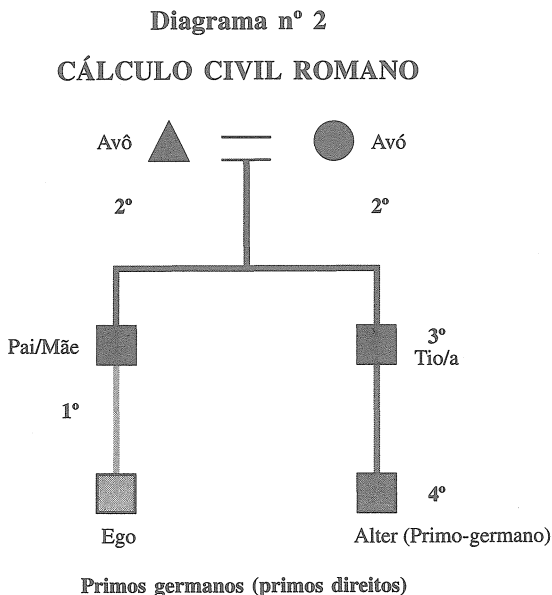 Diagrama nº 2
CÁLCULO CIVIL ROMANO
Avô
Avó
2º
2º
Pai/Mãe
3º
Tio/a
1º
4º
Ego
Alter (Primo-germano)
Primos germanos (primos direitos)